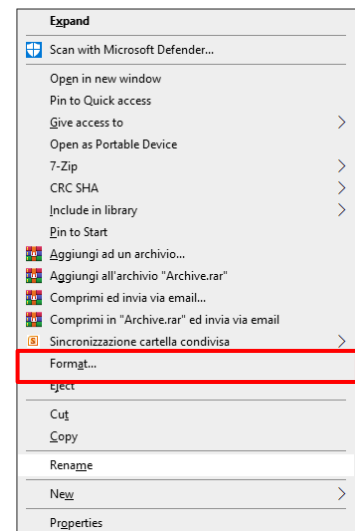 Expand
Scan with Microsoft Defender...
Open in new window
Pin to Quick access
Give access to
Open as Portable Device
7-Zip
CRC SHA
Include in library
Pin to Start
Aggiungi ad un archivio...
Aggiungi all'archivio "Archive.rar"
Comprimi ed invia via email...
Comprimi in "Archive.rar" ed invia via email
Sincronizzazione cartella condivisa
Format...
Eject
Cut
Copy
Rename
New
Properties